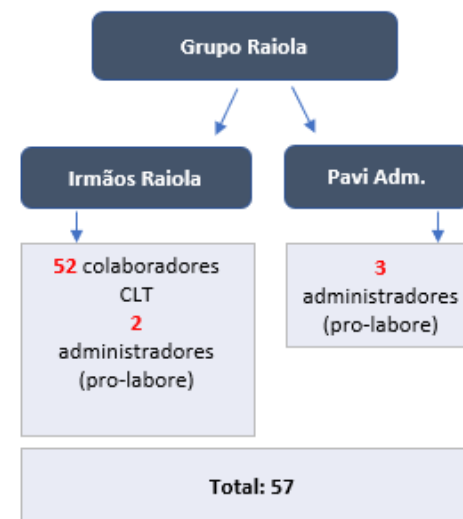 Grupo Raiola
Irmãos Raiola
Pavi Adm.
52 colaboradores
CLT
2
administradores
(pro-labore)
3
administradores
(pro-labore)
Total: 57